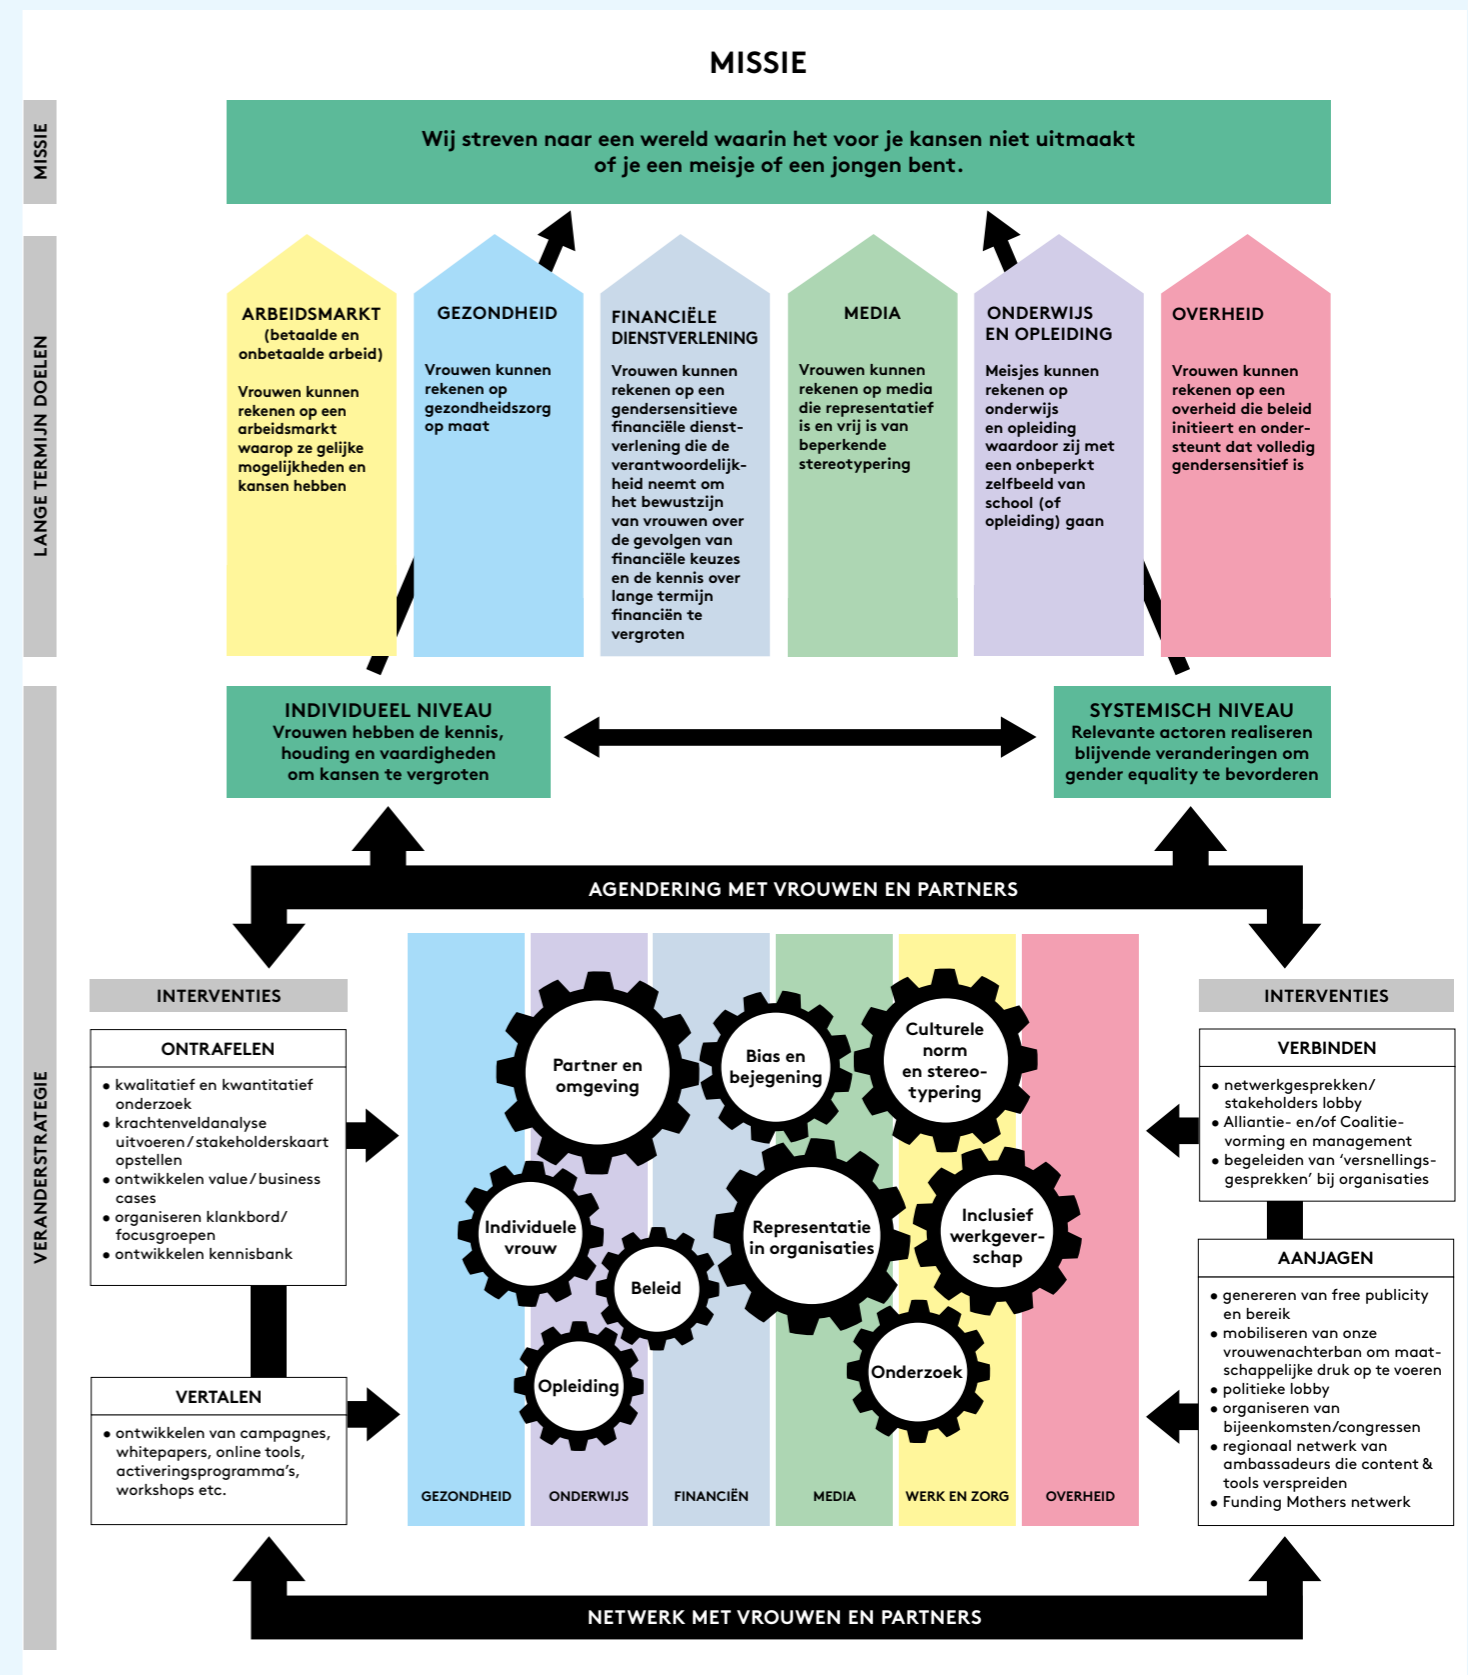 MISSIE
MISSIE
Wij streven naar een wereld waarin het voor je kansen niet uitmaakt
of je een meisje of een jongen bent.
LANGE TERMIJN DOELEN
ARBEIDSMARKT
(betaalde en
onbetaalde arbeid)
Vrouwen kunnen
rekenen op een
arbeidsmarkt
waarop ze gelijke
mogelijkheden en
kansen hebben
GEZONDHEID
Vrouwen kunnen
rekenen op
gezondheidszorg
op maat
FINANCIËLE
DIENSTVERLENING
Vrouwen kunnen
rekenen op een
gendersensitieve
financiële dienst-
verlening die de
verantwoordelijk-
heid neemt om
het bewustzijn
van vrouwen over
de gevolgen van
financiële keuzes
en de kennis over
lange termijn
financiën te
vergroten
MEDIA
Vrouwen kunnen
rekenen op media
die representatief
is en vrij is van
beperkende
stereotypering
ONDERWIJS
EN OPLEIDING
Meisjes kunnen
rekenen op
onderwijs
en opleiding
waardoor zij met
een onbeperkt
zelfbeeld van
school (of
opleiding) gaan
OVERHEID
Vrouwen kunnen
rekenen op een
overheid die beleid
initieert en onder-
steunt dat volledig
gendersensitief is
VERANDERSTRATEGIE
INDIVIDUEEL NIVEAU
Vrouwen hebben de kennis,
houding en vaardigheden
om kansen te vergroten
SYSTEMISCH NIVEAU
Relevante actoren realiseren
blijvende veranderingen om
gender equality te bevorderen
AGENDERING MET VROUWEN EN PARTNERS
INTERVENTIES
ONTRAFELEN
• kwalitatief en kwantitatief
onderzoek
• krachtenveldanalyse
uitvoeren/stakeholderskaart
opstellen
• ontwikkelen value/business
cases
• organiseren klankbord/
focusgroepen
• ontwikkelen kennisbank
VERTALEN
• ontwikkelen van campagnes,
whitepapers, online tools,
activeringsprogramma's,
workshops etc.
Partner en
omgeving
Bias en
bejegening
Culturele
norm
en stereo-
typering
Individuele
vrouw
Beleid
Representatie
in organisaties
Inclusief
werkgever-
schap
Opleiding
Onderzoek
GEZONDHEID
ONDERWIJS
FINANCIËN
MEDIA
WERK EN ZORG
OVERHEID
INTERVENTIES
VERBINDEN
• netwerkgesprekken/
stakeholders lobby
• Alliantie- en/of Coalitie-
vorming en management
• begeleiden van ‘versnellings-
gesprekken’ bij organisaties
AANJAGEN
• genereren van free publicity
en bereik
• mobiliseren van onze
vrouwenachterban om maat-
schappelijke druk op te voeren
• politieke lobby
• organiseren van
bijeenkomsten/congressen
• regionaal netwerk van
ambassadeurs die content &
tools verspreiden
• Funding Mothers netwerk
NETWERK MET VROUWEN EN PARTNERS